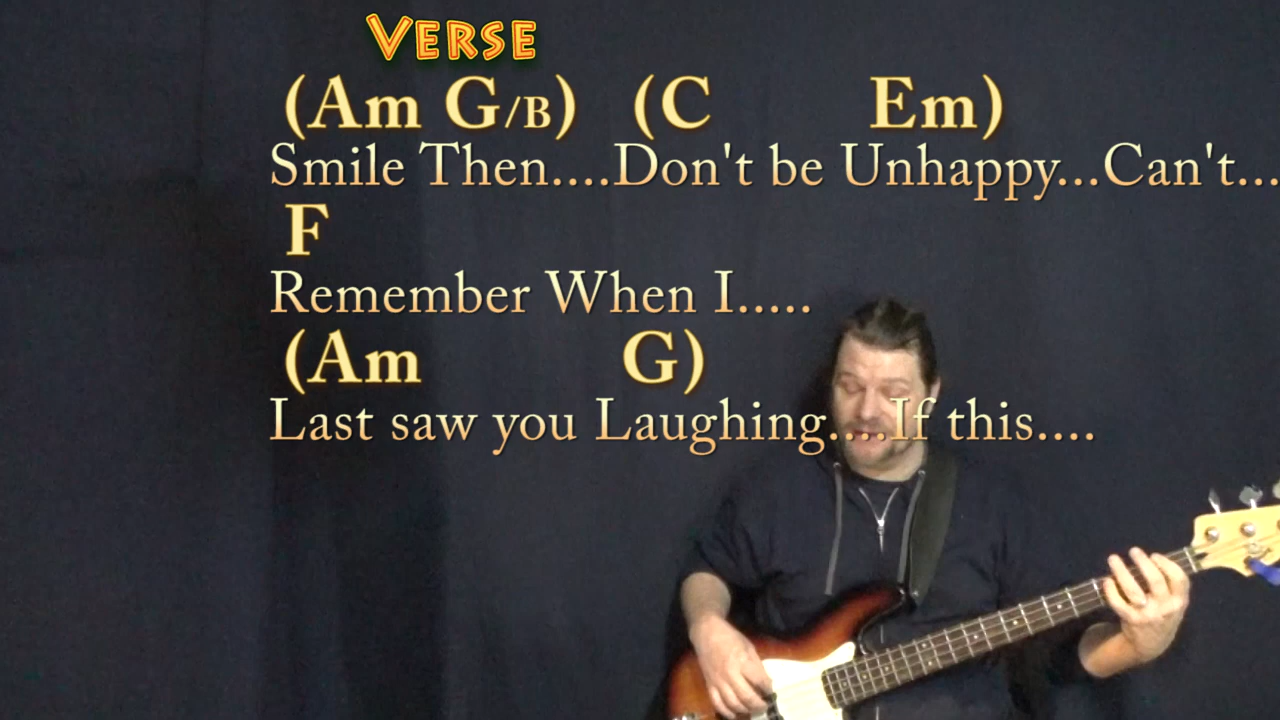 VERSE
(Am G/B) (C Em)
Smile Then....Don't be Unhappy...Can't...
F
Remember When I.....
(Am G)
Last saw you Laughing....If this....